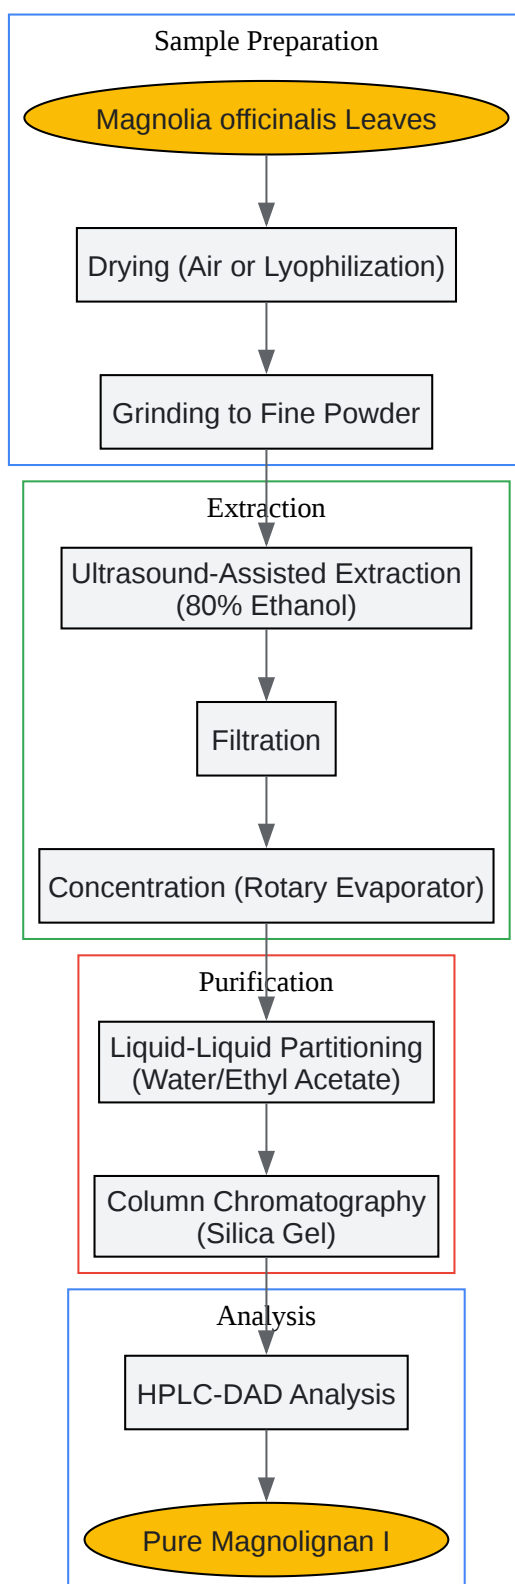 Sample Preparation
Magnolia officinalis Leaves
Drying (Air or Lyophilization)
Grinding to Fine Powder
Extraction
Ultrasound-Assisted Extraction
(80% Ethanol)
Filtration
Concentration (Rotary Evaporator)
Purification
Liquid-Liquid Partitioning
(Water/Ethyl Acetate)
Column Chromatography
(Silica Gel)
Analysis
HPLC-DAD Analysis
Pure Magnolignan I